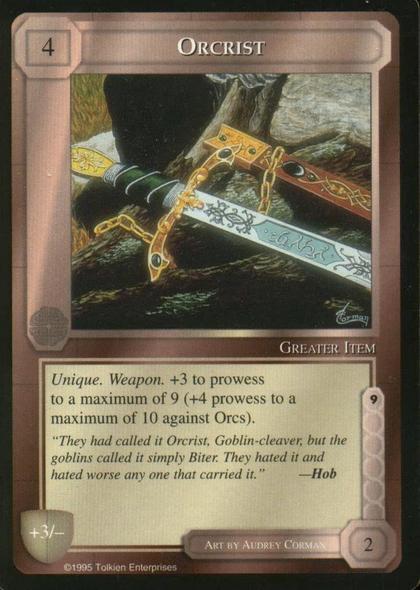 4
ORCRIST
Corman
GREATER ITEM
Unique. Weapon. +3 to prowess
to a maximum of 9 (+4 prowess to a
maximum of 10 against Orcs).
9
“They had called it Orcrist, Goblin-cleaver, but the
goblins called it simply Biter. They hated it and
hated worse any one that carried it.” —Hob
+3/–
ART BY AUDREY CORMAN
2
©1995 Tolkien Enterprises